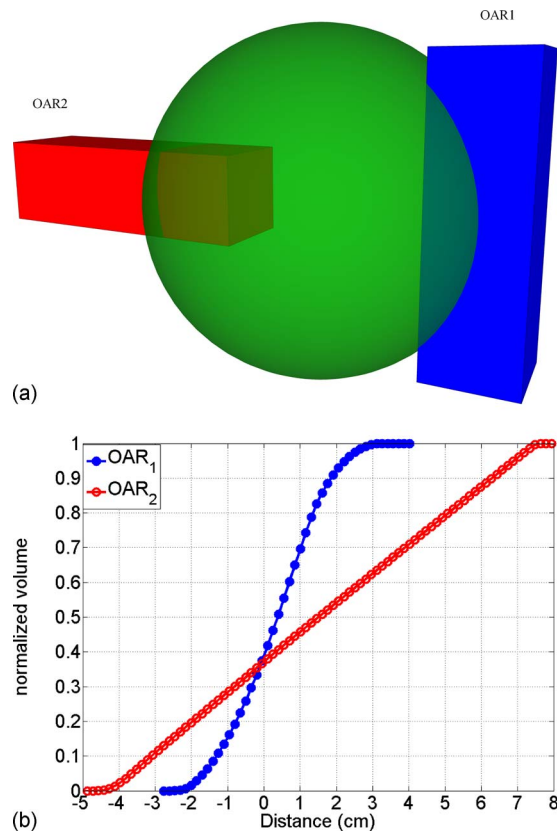 OAR1
OAR2
(a)
1
0.9
0.8
0.7
0.6
0.5
0.4
0.3
0.2
0.1
0
normalized volume
OAR1
OAR2
-5 -4 -3 -2 -1 0 1 2 3 4 5 6 7 8
Distance (cm)
(b)